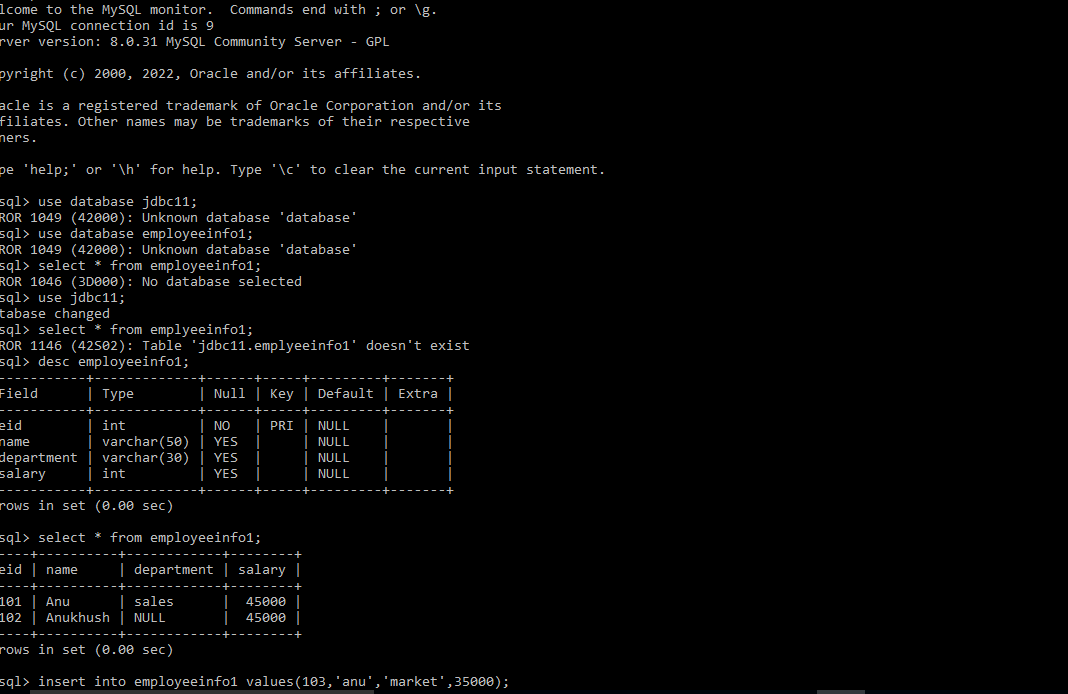 lcome to the MySQL monitor.  Commands end with ; or \g.
ur MySQL connection id is 9
rver version: 8.0.31 MySQL Community Server - GPL
pyright (c) 2000, 2022, Oracle and/or its affiliates.
acle is a registered trademark of Oracle Corporation and/or its
filiates. Other names may be trademarks of their respective
ners.
pe 'help;' or '\h' for help. Type '\c' to clear the current input statement.
sql> use database jdbc11;
ROR 1049 (42000): Unknown database 'database'
sql> use database employeeinfo1;
ROR 1049 (42000): Unknown database 'database'
sql> select * from employeeinfo1;
ROR 1046 (3D000): No database selected
sql> use jdbc11;
tabase changed
sql> select * from emplyeeinfo1;
ROR 1146 (42S02): Table 'jdbc11.emplyeeinfo1' doesn't exist
sql> desc employeeinfo1;
-----------+-------------+------+-----+---------+-------+
Field      | Type        | Null | Key | Default | Extra |
-----------+-------------+------+-----+---------+-------+
eid        | int         | NO   | PRI | NULL    |       |
name       | varchar(50) | YES  |     | NULL    |       |
department | varchar(30) | YES  |     | NULL    |       |
salary     | int         | YES  |     | NULL    |       |
-----------+-------------+------+-----+---------+-------+
rows in set (0.00 sec)
sql> select * from employeeinfo1;
----+----------+------------+--------+
eid | name     | department | salary |
----+----------+------------+--------+
101 | Anu      | sales      |  45000 |
102 | Anukhush | NULL       |  45000 |
----+----------+------------+--------+
rows in set (0.00 sec)
sql> insert into employeeinfo1 values(103,'anu','market',35000);